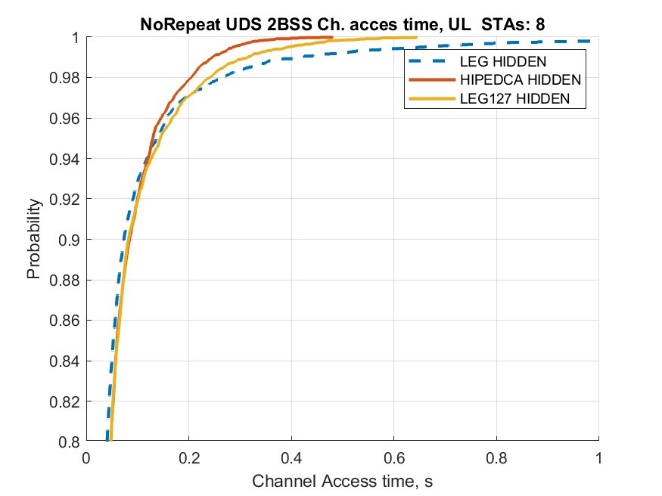 NoRepeat UDS 2BSS Ch. acces time, UL STAs: 8
1
0.98
0.96
0.94
0.92
0.9
0.88
0.86
0.84
0.82
0.8
Probability
LEG HIDDEN
HIPEDCA HIDDEN
LEG127 HIDDEN
0 0.2 0.4 0.6 0.8 1
Channel Access time, s